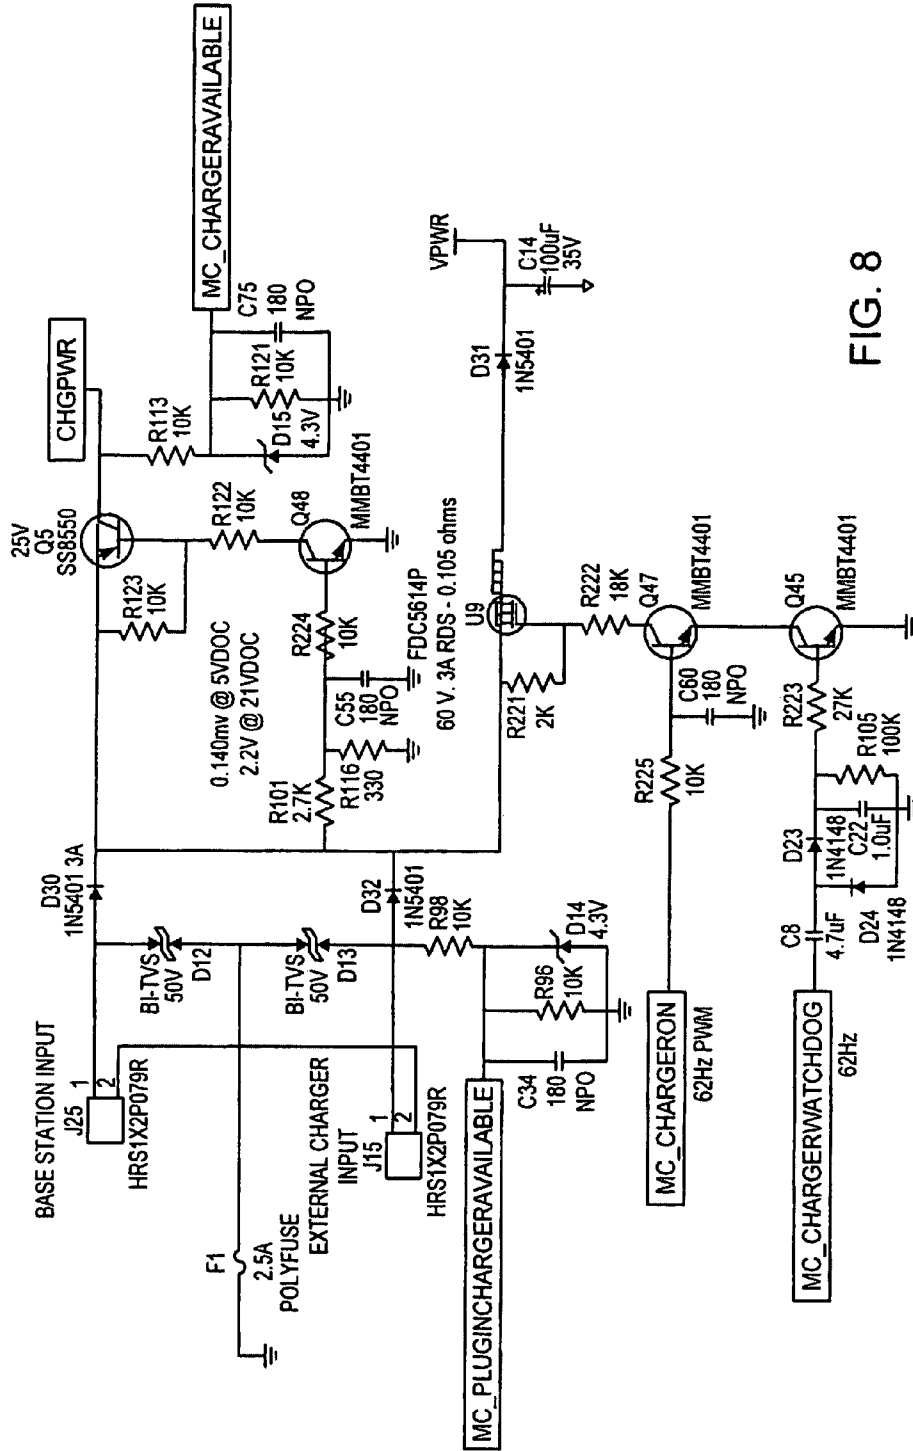 BASE STATION INPUT
J25
1
2
HRS1X2P079R
F1
2.5A
POLYFUSE
EXTERNAL CHARGER
INPUT
J15
1
2
HRS1X2P079R
BI-TVS
50V
D12
BI-TVS
50V
D13
D30
1N5401 3A
D32
1N5401
R98
10K
D14
4.3V
R96
10K
C34
180
NPO
MC_PLUGINCHARGERAVAILABLE
25V
Q5
SS8550
R123
10K
R122
10K
Q48
MMBT4401
R224
10K
0.140mv @ 5VDOC
2.2V @ 21VDOC
R101
2.7K
R116
330
C55
180
NPO
CHGPWR
R113
10K
MC_CHARGERAVAILABLE
C75
180
NPO
R121
10K
D15
4.3V
FDC5614P
60 V. 3A RDS - 0.105 ohms
U9
R221
2K
R222
18K
D31
1N5401
VPWR
C14
100uF
35V
Q47
MMBT4401
C60
180
NPO
R225
10K
MC_CHARGERON
62Hz PWM
Q45
MMBT4401
R223
27K
R105
100K
D23
1N4148
C22
1.0uF
C8
4.7uF
D24
1N4148
MC_CHARGERWATCHDOG
62Hz
FIG. 8